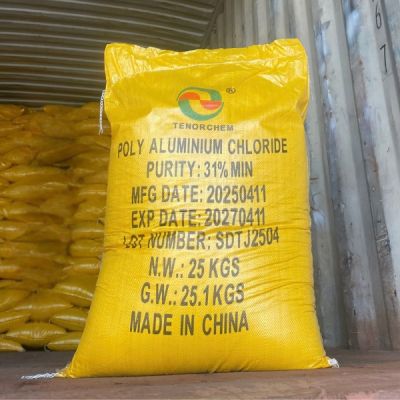 ®
TENORCHEM
POLY ALUMINIUM CHLORIDE
PURITY: 31% MIN
MFG DATE: 20250411
EXP DATE: 20270411
LOT NUMBER: SDTJ2504
N.W.: 25 KGS
G.W.: 25.1 KGS
MADE IN CHINA
67